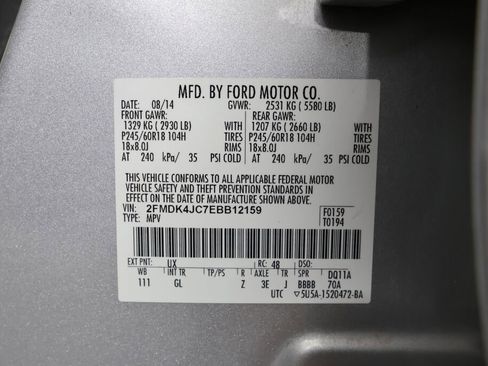 MFD. BY FORD MOTOR CO.
DATE: 08/14 GVWR: 2531 KG ( 5580 LB)
FRONT GAWR: REAR GAWR:
1329 KG ( 2930 LB) WITH 1207 KG ( 2660 LB) WITH
P245/60R18 104H TIRES P245/60R18 104H TIRES
18x8.0J RIMS 18x8.0J RIMS
AT 240 kPa/ 35 PSI COLD AT 240 kPa/ 35 PSI COLD
THIS VEHICLE CONFORMS TO ALL APPLICABLE FEDERAL MOTOR
VEHICLE SAFETY AND THEFT PREVENTION STANDARDS IN
EFFECT ON THE DATE OF MANUFACTURE SHOWN ABOVE.
VIN: 2FMDK4JC7EBB12159 F0159
TYPE: MPV T0194
EXT PNT: UX RC: 48 DSO:
WB INT TR TP/PS R AXLE TR SPR DQ11A
111 GL Z 3E J BBBB 70A
UTC ▽5U5A-1520472-BA